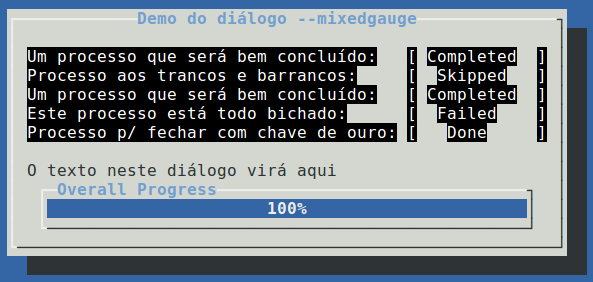 Demo do diálogo --mixedgauge
Um processo que será bem concluído: [ Completed ]
Processo aos trancos e barrancos: [ Skipped ]
Um processo que será bem concluído: [ Completed ]
Este processo está todo bichado: [ Failed ]
Processo p/ fechar com chave de ouro: [ Done ]
O texto neste diálogo virá aqui
Overall Progress
100%